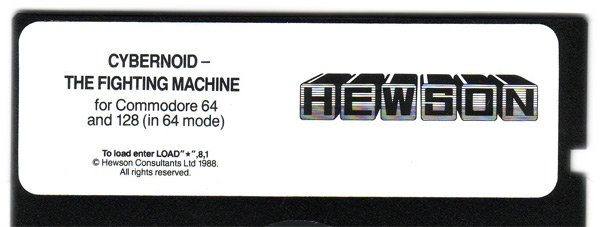 CYBERNOID –
THE FIGHTING MACHINE
for Commodore 64
and 128 (in 64 mode)
To load enter LOAD"*",8,1
© Hewson Consultants Ltd 1988.
All rights reserved.
HEWSON